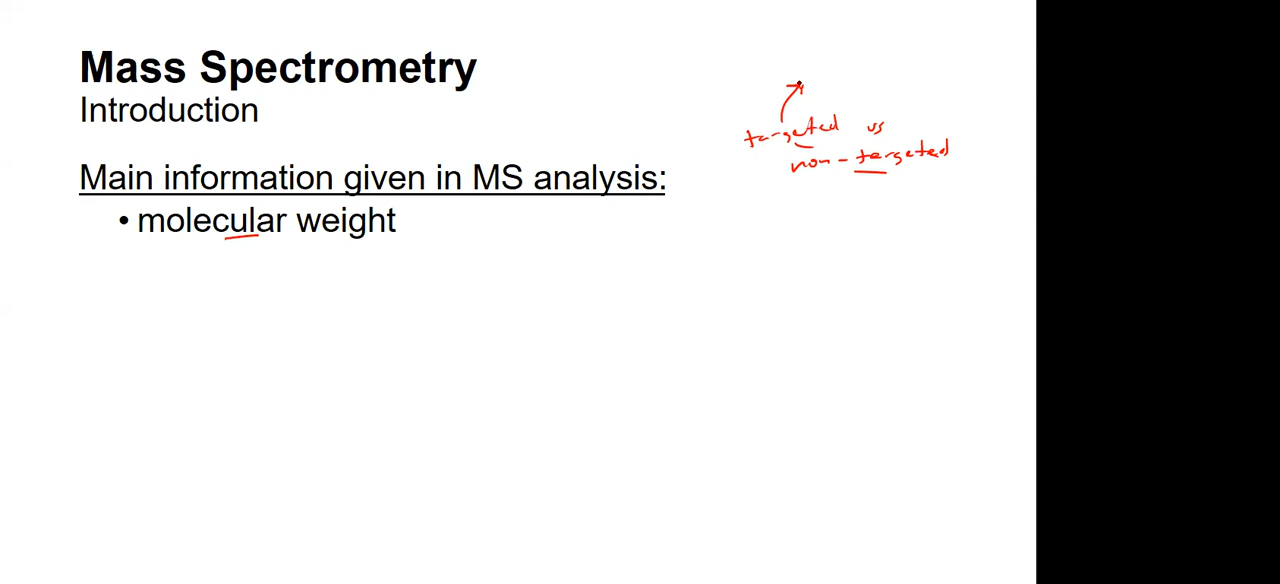 Mass Spectrometry
Introduction
targeted vs
non-targeted
Main information given in MS analysis:
• molecular weight